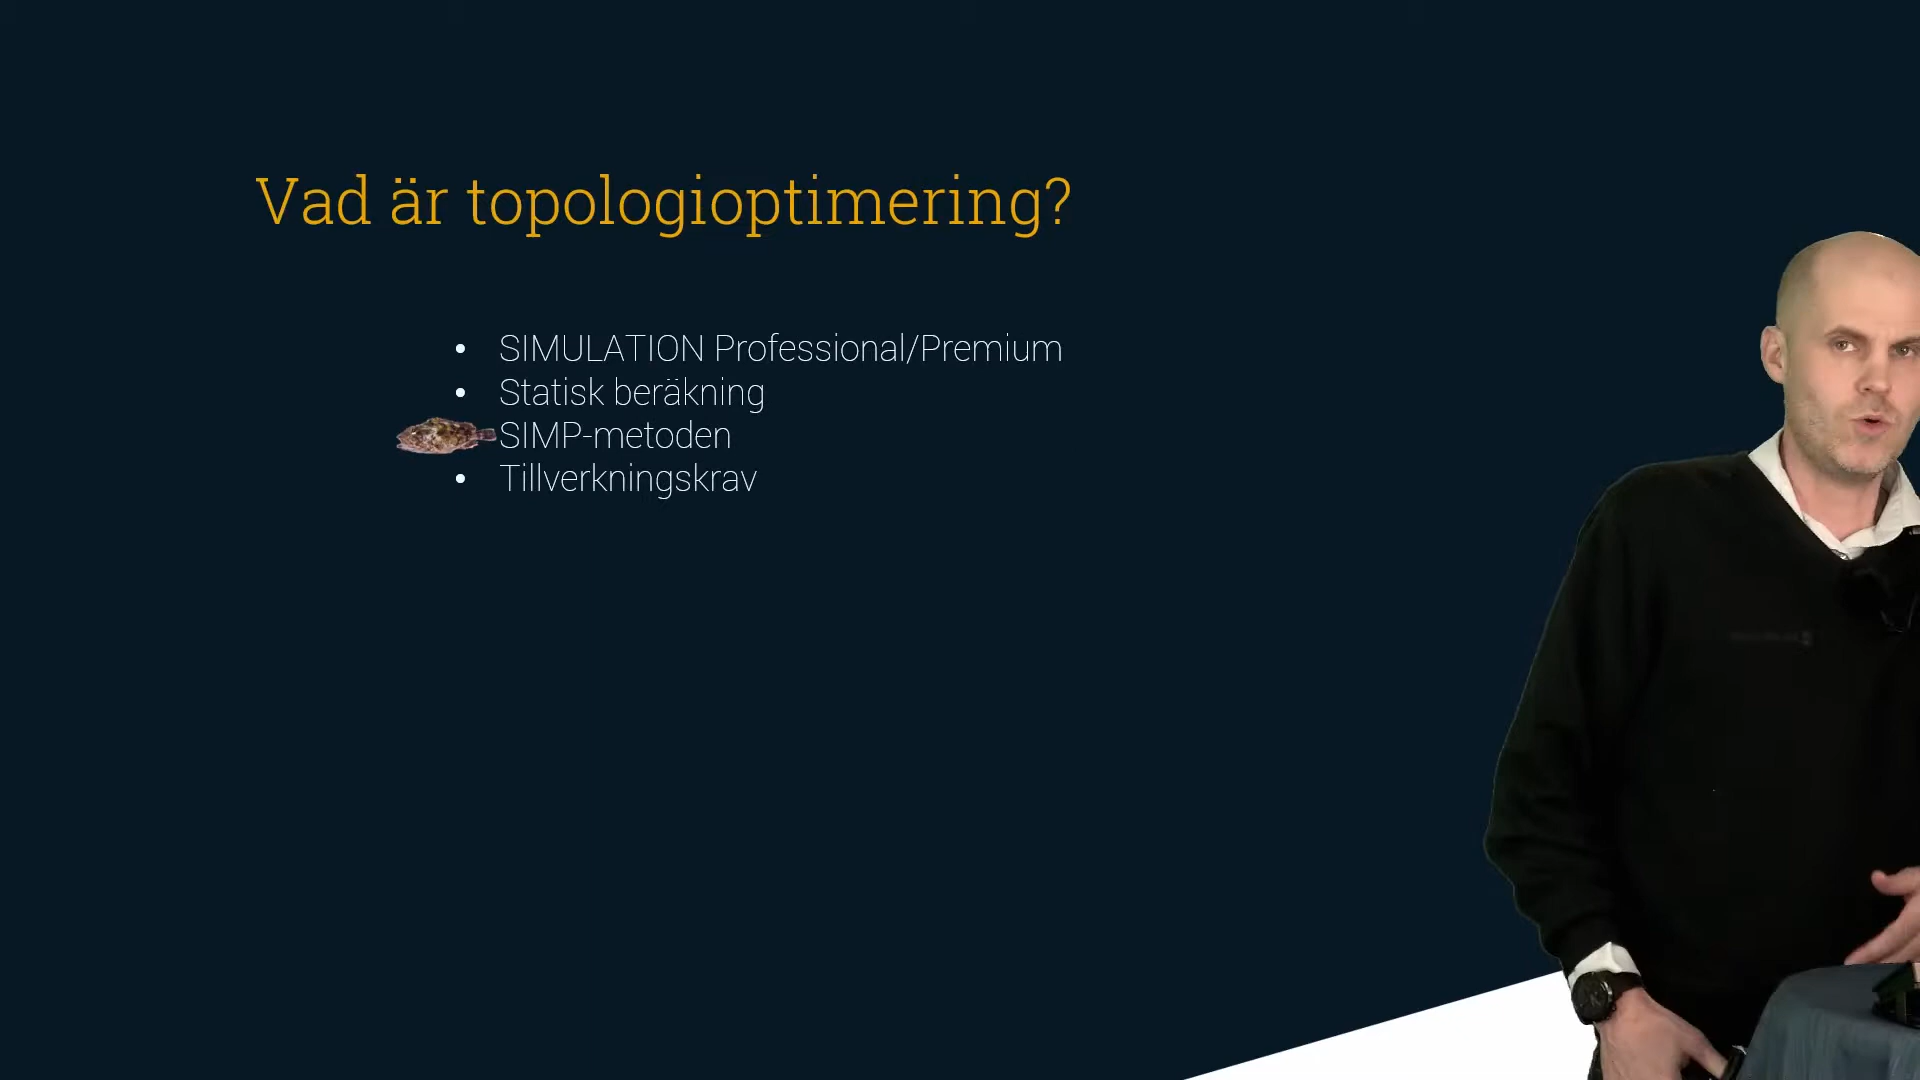 Vad är topologioptimering?
• SIMULATION Professional/Premium
• Statisk beräkning
SIMP-metoden
• Tillverkningskrav